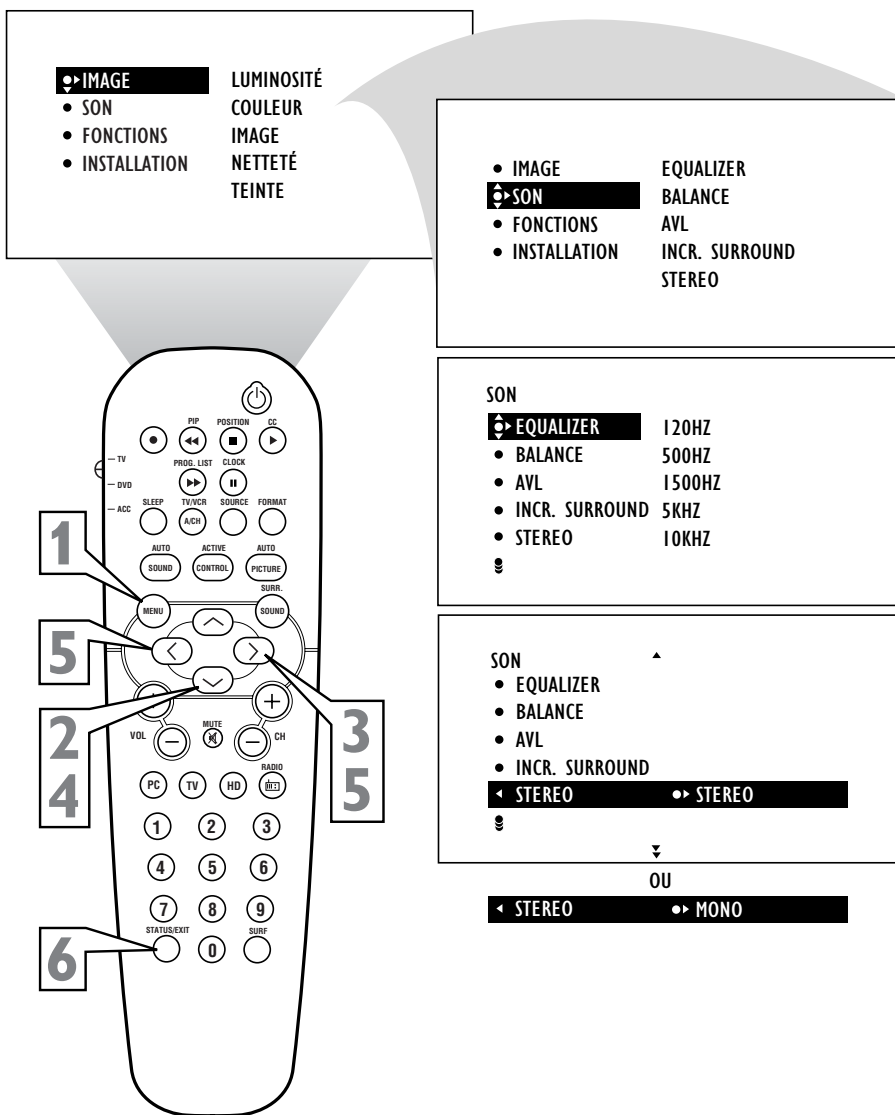 IMAGE LUMINOSITÉ
SON COULEUR
FONCTIONS IMAGE
INSTALLATION NETTETÉ
TEINTE
IMAGE EQUALIZER
SON BALANCE
FONCTIONS AVL
INSTALLATION INCR. SURROUND
STEREO
SON
EQUALIZER 120HZ
BALANCE 500HZ
AVL 1500HZ
INCR. SURROUND 5KHZ
STEREO 10KHZ
SON
EQUALIZER
BALANCE
AVL
INCR. SURROUND
STEREO STEREO
OU
STEREO MONO
PIP POSITION CC
TV
PROG. LIST CLOCK
DVD
ACC
SLEEP TV/VCR SOURCE FORMAT
A/CH
AUTO ACTIVE AUTO
SOUND CONTROL PICTURE
SURR.
MENU SOUND
VOL MUTE CH
RADIO
PC TV HD
1 2 3
4 5 6
7 8 9
STATUS/EXIT SURF
0
1
5
2
4
3
5
6